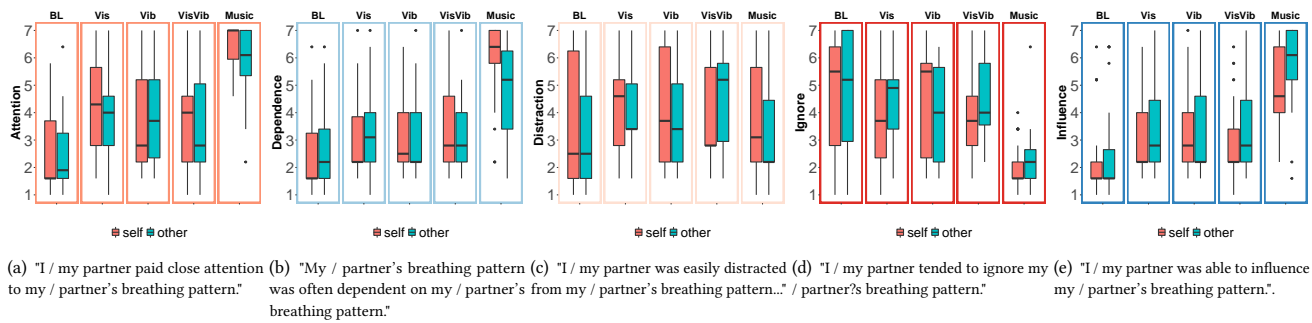 BL Vis Vib VisVib Music
7
6
5
4
3
2
1
Attention
self other
BL Vis Vib VisVib Music
7
6
5
4
3
2
1
Dependence
self other
BL Vis Vib VisVib Music
7
6
5
4
3
2
1
Distraction
self other
BL Vis Vib VisVib Music
7
6
5
4
3
2
1
Ignore
self other
BL Vis Vib VisVib Music
7
6
5
4
3
2
1
Influence
self other
(a) "I / my partner paid close attention
to my / partner's breathing pattern."
(b) "My / partner's breathing pattern
was often dependent on my / partner's
breathing pattern."
(c) "I / my partner was easily distracted
from my / partner's breathing pattern..."
(d) "I / my partner tended to ignore my
/ partner?s breathing pattern."
(e) "I / my partner was able to influence
my / partner's breathing pattern.".